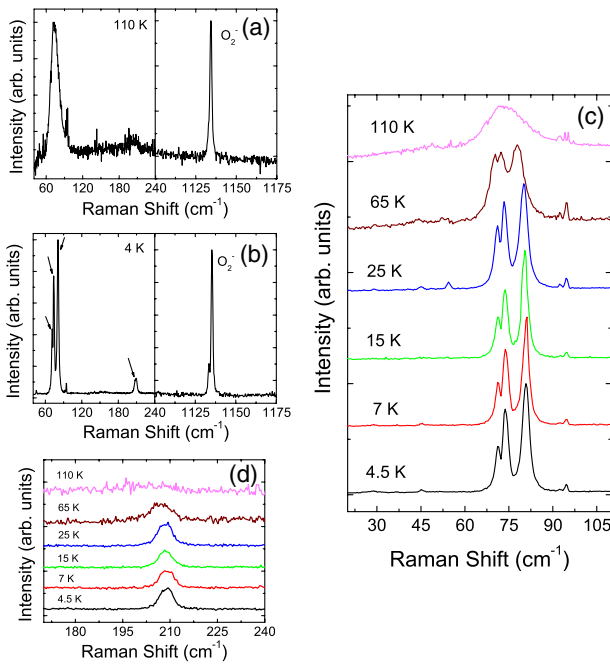 (a)
110 K
O₂⁻
Intensity (arb. units)
60 120 180 240 1125 1150 1175
Raman Shift (cm⁻¹)
(b)
4 K
O₂⁻
Intensity (arb. units)
60 120 180 240 1125 1150 1175
Raman Shift (cm⁻¹)
(c)
110 K
65 K
25 K
15 K
7 K
4.5 K
Intensity (arb. units)
30 45 60 75 90 105
Raman Shift (cm⁻¹)
(d)
110 K
65 K
25 K
15 K
7 K
4.5 K
Intensity (arb. units)
180 195 210 225 240
Raman Shift (cm⁻¹)